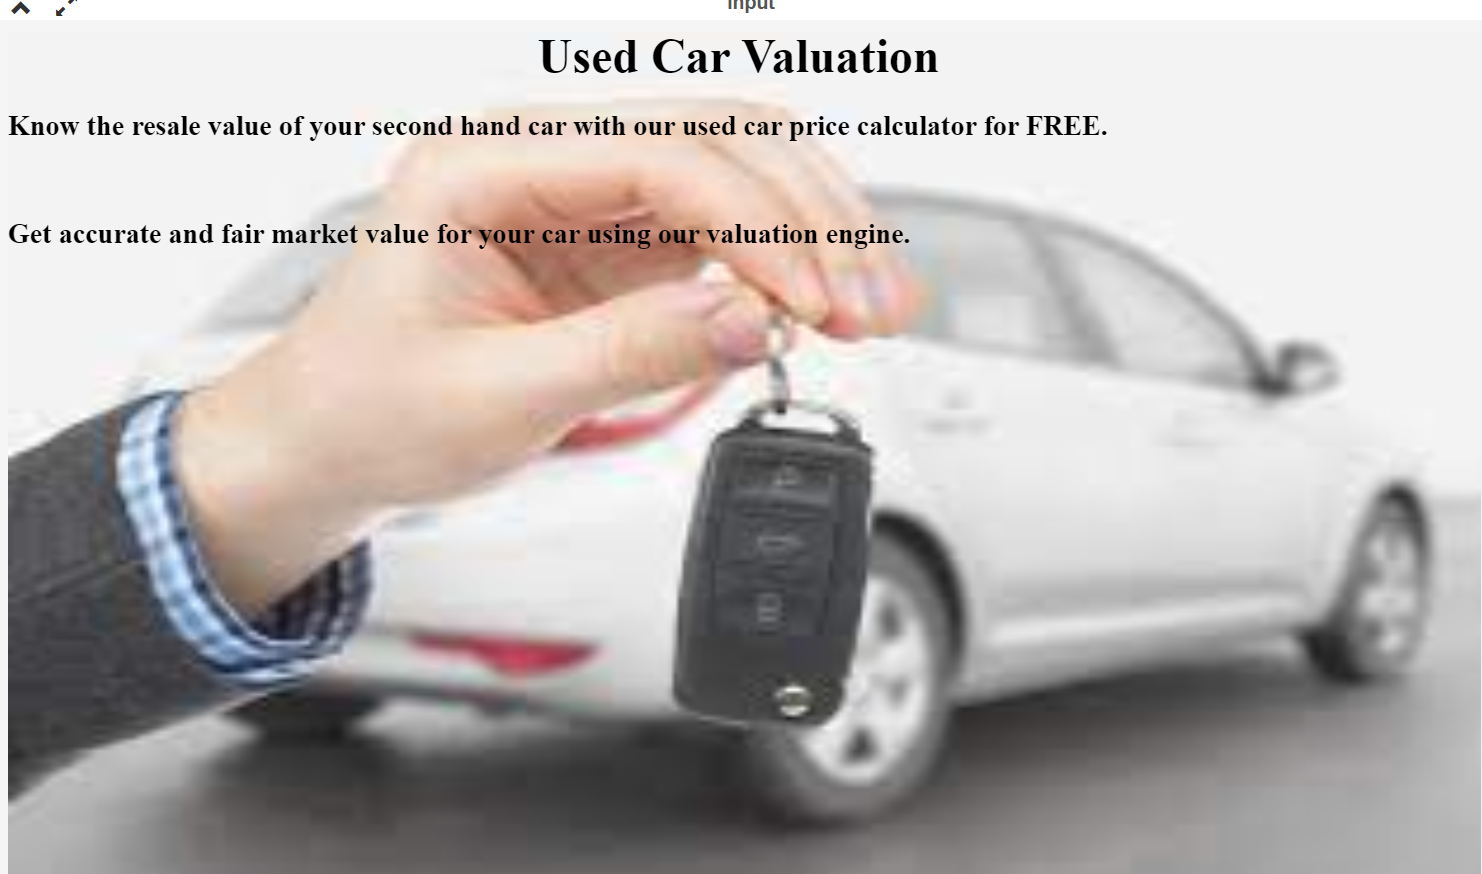 Input
Used Car Valuation
Know the resale value of your second hand car with our used car price calculator for FREE.
Get accurate and fair market value for your car using our valuation engine.